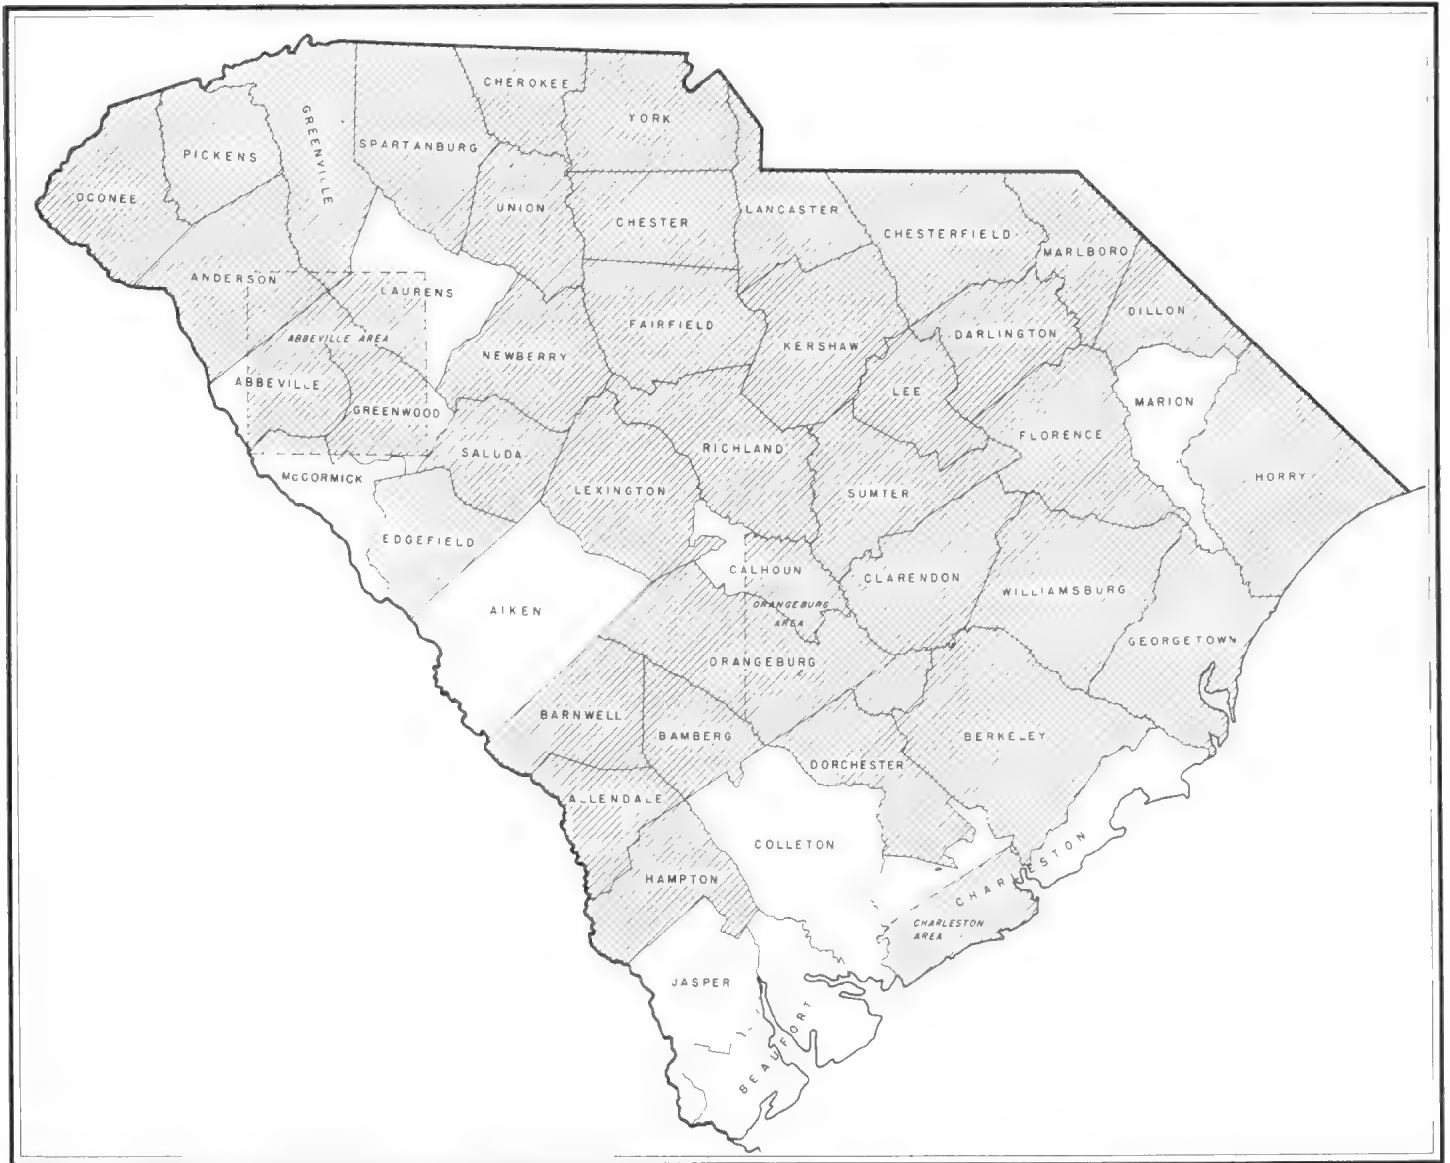 CHEROKEE
YORK
GREENVILLE
SPARTANBURG
PICKENS
OCONEE
UNION
CHESTER
LANCASTER
CHESTERFIELD
MARLBORO
ANDERSON
LAURENS
DILLON
FAIRFIELD
DARLINGTON
ABBEVILLE AREA
KERSHAW
NEWBERRY
ABBEVILLE
LEE
MARION
GREENWOOD
FLORENCE
RICHLAND
SALUDA
HORRY
McCORMICK
LEXINGTON
SUMTER
EDGEFIELD
CALHOUN
CLARENDON
WILLIAMSBURG
AIKEN
ORANGEBURG
AREA
GEORGETOWN
ORANGEBURG
BARNWELL
BAMBERG
BERKELEY
DORCHESTER
ALLENDALE
COLLETON
HAMPTON
CHARLESTON
CHARLESTON
AREA
JASPER
BEAUFORT